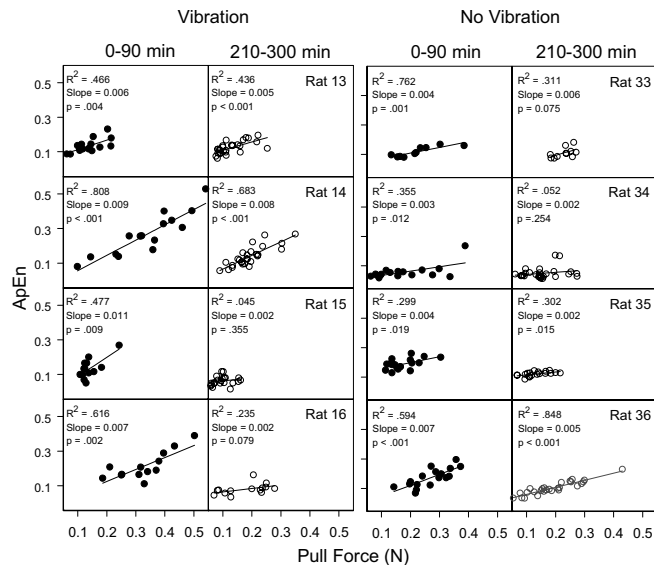 Vibration
No Vibration
0-90 min
210-300 min
0-90 min
210-300 min
0.5
0.3
0.1
R² = .466
Slope = 0.006
p = .004
R² = .436
Slope = 0.005
p < 0.001
Rat 13
R² = .762
Slope = 0.004
p = .001
R² = .311
Slope = 0.006
p = 0.075
Rat 33
0.5
0.3
0.1
R² = .808
Slope = 0.009
p < .001
R² = .683
Slope = 0.008
p < .001
Rat 14
R² = .355
Slope = 0.003
p = .012
R² = .052
Slope = 0.002
p =.254
Rat 34
ApEn
0.5
0.3
0.1
R² = .477
Slope = 0.011
p = .009
R² = .045
Slope = 0.002
p = .355
Rat 15
R² = .299
Slope = 0.004
p = .019
R² = .302
Slope = 0.002
p = .015
Rat 35
0.5
0.3
0.1
R² = .616
Slope = 0.007
p = .002
R² = .235
Slope = 0.002
p = 0.079
Rat 16
R² = .594
Slope = 0.007
p < .001
R² = .848
Slope = 0.005
p < 0.001
Rat 36
0.1 0.2 0.3 0.4 0.5
0.1 0.2 0.3 0.4 0.5
0.1 0.2 0.3 0.4 0.5
0.1 0.2 0.3 0.4 0.5
Pull Force (N)